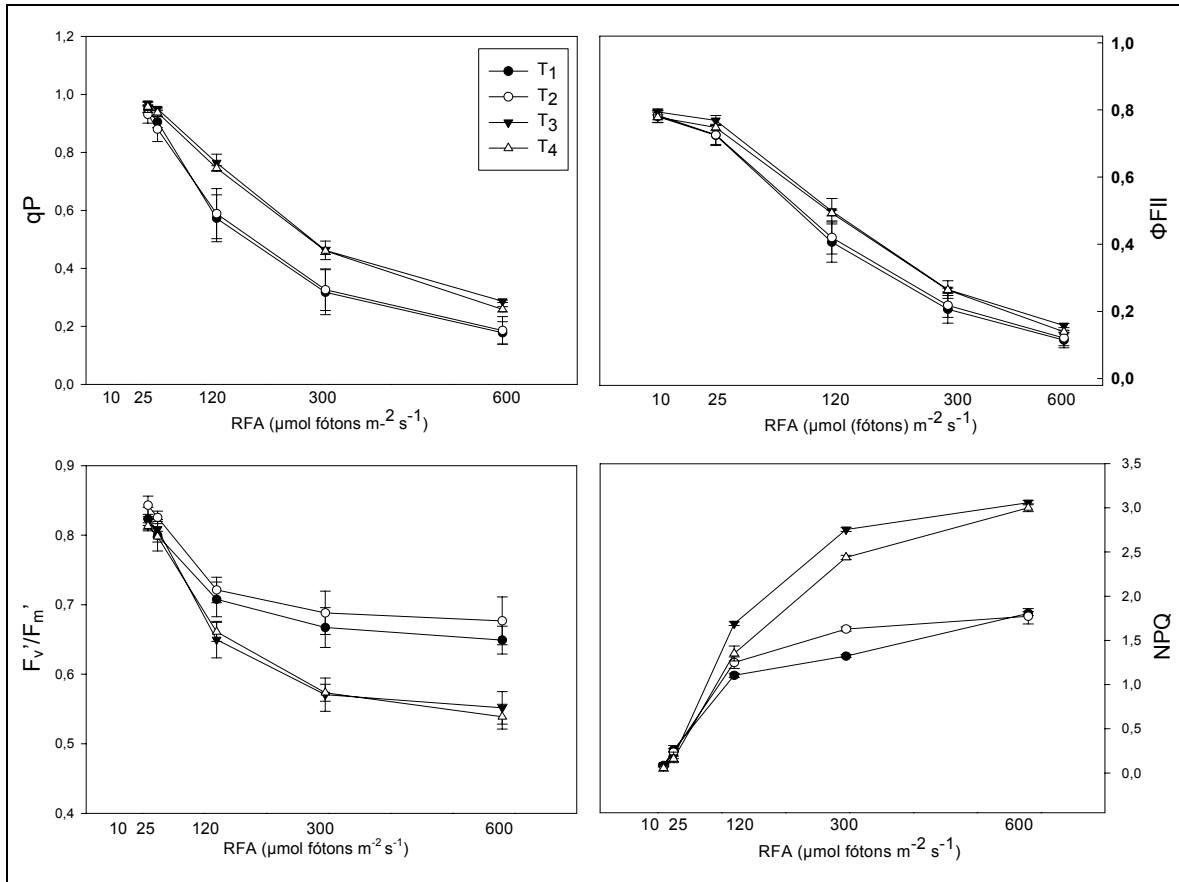 1,2
1,0
0,8
0,6
0,4
0,2
0,0
qP
T1
T2
T3
T4
10 25 120 300 600
RFA (µmol fótons m-² s⁻¹)
1,0
0,8
0,6
0,4
0,2
0,0
ΦFII
10 25 120 300 600
RFA (µmol (fótons) m⁻² s⁻¹)
0,9
0,8
0,7
0,6
0,5
0,4
Fv'/Fm'
10 25 120 300 600
RFA (µmol fótons m⁻² s⁻¹)
3,5
3,0
2,5
2,0
1,5
1,0
0,5
0,0
NPQ
10 25 120 300 600
RFA (µmol fótons m⁻² s⁻¹)